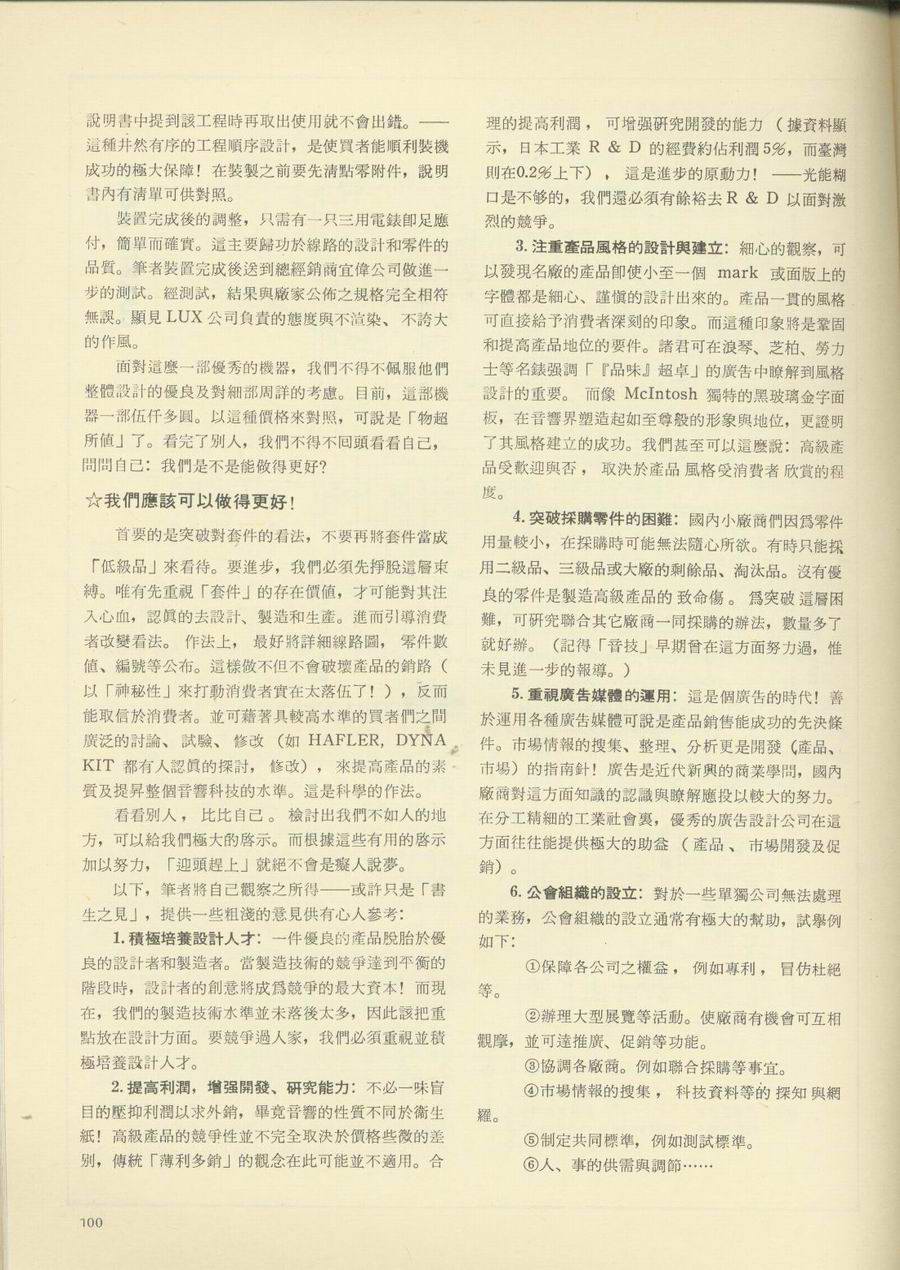 說明書中提到該工程時再取出使用就不會出錯。——
這種井然有序的工程順序設計，是使買者能順利裝機
成功的極大保障！在裝製之前要先清點零附件，說明
書內有清單可供對照。
裝置完成後的調整，只需有一只三用電錶卽足應
付，簡單而確實。這主要歸功於線路的設計和零件的
品質。筆者裝置完成後送到總經銷商宜偉公司做進一
步的測試。經測試，結果與廠家公佈之規格完全相符
無誤。顯見 LUX 公司負責的態度與不渲染、不誇大
的作風。
面對這麼一部優秀的機器，我們不得不佩服他們
整體設計的優良及對細部周詳的考慮。目前，這部機
器一部伍仟多圓。以這種價格來對照，可說是「物超
所値」了。看完了別人，我們不得不回頭看看自己，
問問自己：我們是不是能做得更好？
☆我們應該可以做得更好！
首要的是突破對套件的看法，不要再將套件當成
「低級品」來看待。要進步，我們必須先掙脫這層束
縛。唯有先重視「套件」的存在價値，才可能對其注
入心血，認眞的去設計、製造和生產。進而引導消費
者改變看法。作法上，最好將詳細線路圖，零件數
値、編號等公布。這樣做不但不會破壞產品的銷路（
以「神秘性」來打動消費者實在太落伍了！），反而
能取信於消費者。並可藉著具較高水準的買者們之間
廣泛的討論、試驗、修改（如 HAFLER, DYNA
KIT 都有人認眞的探討，修改），來提高產品的素
質及提昇整個音響科技的水準。這是科學的作法。
看看別人，比比自己。檢討出我們不如人的地
方，可以給我們極大的啓示。而根據這些有用的啓示
加以努力，「迎頭趕上」就絕不會是癡人說夢。
以下，筆者將自己觀察之所得——或許只是「書
生之見」，提供一些粗淺的意見供有心人參考：
1. 積極培養設計人才：一件優良的產品脫胎於優
良的設計者和製造者。當製造技術的競爭達到平衡的
階段時，設計者的創意將成爲競爭的最大資本！而現
在，我們的製造技術水準並未落後太多，因此該把重
點放在設計方面。要競爭過人家，我們必須重視並積
極培養設計人才。
2. 提高利潤，增强開發、研究能力：不必一味盲
目的壓抑利潤以求外銷，畢竟音響的性質不同於衞生
紙！高級產品的競爭性並不完全取決於價格些微的差
別，傳統「薄利多銷」的觀念在此可能並不適用。合
理的提高利潤，可增强研究開發的能力（據資料顯
示，日本工業 R & D 的經費約佔利潤5%，而臺灣
則在0.2%上下），這是進步的原動力！——光能糊
口是不够的，我們還必須有餘裕去 R & D 以面對激
烈的競爭。
3. 注重產品風格的設計與建立：細心的觀察，可
以發現名廠的產品卽使小至一個 mark 或面版上的
字體都是細心、謹愼的設計出來的。產品一貫的風格
可直接給予消費者深刻的印象。而這種印象將是鞏固
和提高產品地位的要件。諸君可在浪琴、芝柏、勞力
士等名錶强調「『品味』超卓」的廣告中瞭解到風格
設計的重要。而像 McIntosh 獨特的黑玻璃金字面
板，在音響界塑造起如至尊般的形象與地位，更證明
了其風格建立的成功。我們甚至可以這麼說：高級產
品受歡迎與否，取決於產品風格受消費者欣賞的程
度。
4. 突破採購零件的困難：國內小廠商們因爲零件
用量較小，在採購時可能無法隨心所欲。有時只能採
用二級品、三級品或大廠的剩餘品、淘汰品。沒有優
良的零件是製造高級產品的致命傷。爲突破這層困
難，可研究聯合其它廠商一同採購的辦法，數量多了
就好辦。（記得「音技」早期曾在這方面努力過，惟
未見進一步的報導。）
5. 重視廣告媒體的運用：這是個廣告的時代！善
於運用各種廣告媒體可說是產品銷售能成功的先決條
件。市場情報的搜集、整理、分析更是開發（產品、
市場）的指南針！廣告是近代新興的商業學問，國內
廠商對這方面知識的認識與瞭解應投以較大的努力。
在分工精細的工業社會裏，優秀的廣告設計公司在這
方面往往能提供極大的助益（產品、市場開發及促
銷）。
6. 公會組織的設立：對於一些單獨公司無法處理
的業務，公會組織的設立通常有極大的幫助，試舉例
如下：
①保障各公司之權益，例如專利，冒仿杜絕
等。
②辦理大型展覽等活動。使廠商有機會可互相
觀摩，並可達推廣、促銷等功能。
③協調各廠商。例如聯合採購等事宜。
④市場情報的搜集，科技資料等的探知與網
羅。
⑤制定共同標準，例如測試標準。
⑥人、事的供需與調節……
100